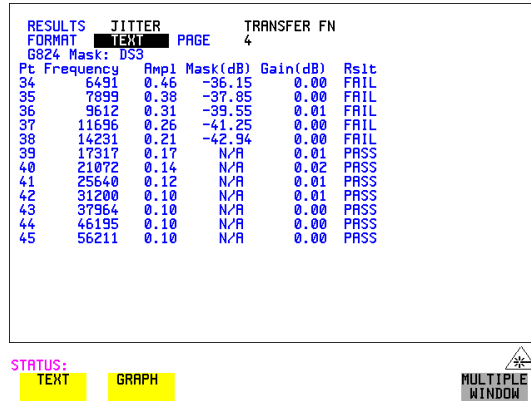 RESULTS JITTER TRANSFER FN
FORMAT TEXT PAGE 4
G824 Mask: DS3
Pt Frequency Ampl Mask(dB) Gain(dB) Rslt
34 6491 0.46 -36.15 0.00 FAIL
35 7899 0.38 -37.85 0.00 FAIL
36 9612 0.31 -39.55 0.01 FAIL
37 11696 0.26 -41.25 0.00 FAIL
38 14231 0.21 -42.94 0.00 FAIL
39 17317 0.17 N/A 0.01 PASS
40 21072 0.14 N/A 0.02 PASS
41 25640 0.12 N/A 0.01 PASS
42 31200 0.10 N/A 0.01 PASS
43 37964 0.10 N/A 0.00 PASS
44 46195 0.10 N/A 0.00 PASS
45 56211 0.10 N/A 0.00 PASS
STATUS:
TEXT GRAPH MULTIPLE
WINDOW